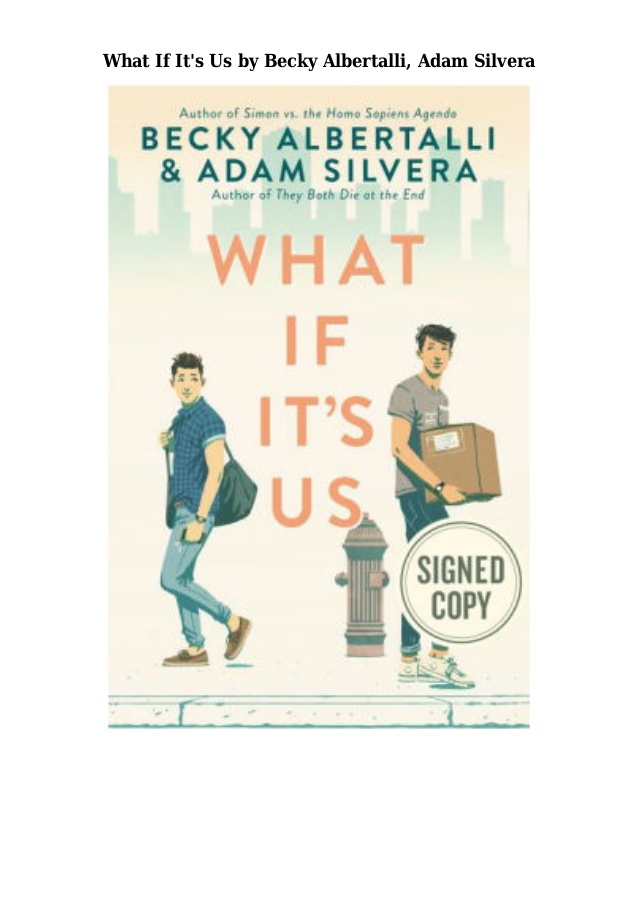 What If It's Us by Becky Albertalli, Adam Silvera
Author of Simon vs. the Homo Sapiens Agenda
BECKY ALBERTALLI
& ADAM SILVERA
Author of They Both Die at the End
WHAT
IF
IT'S
US
SIGNED
COPY